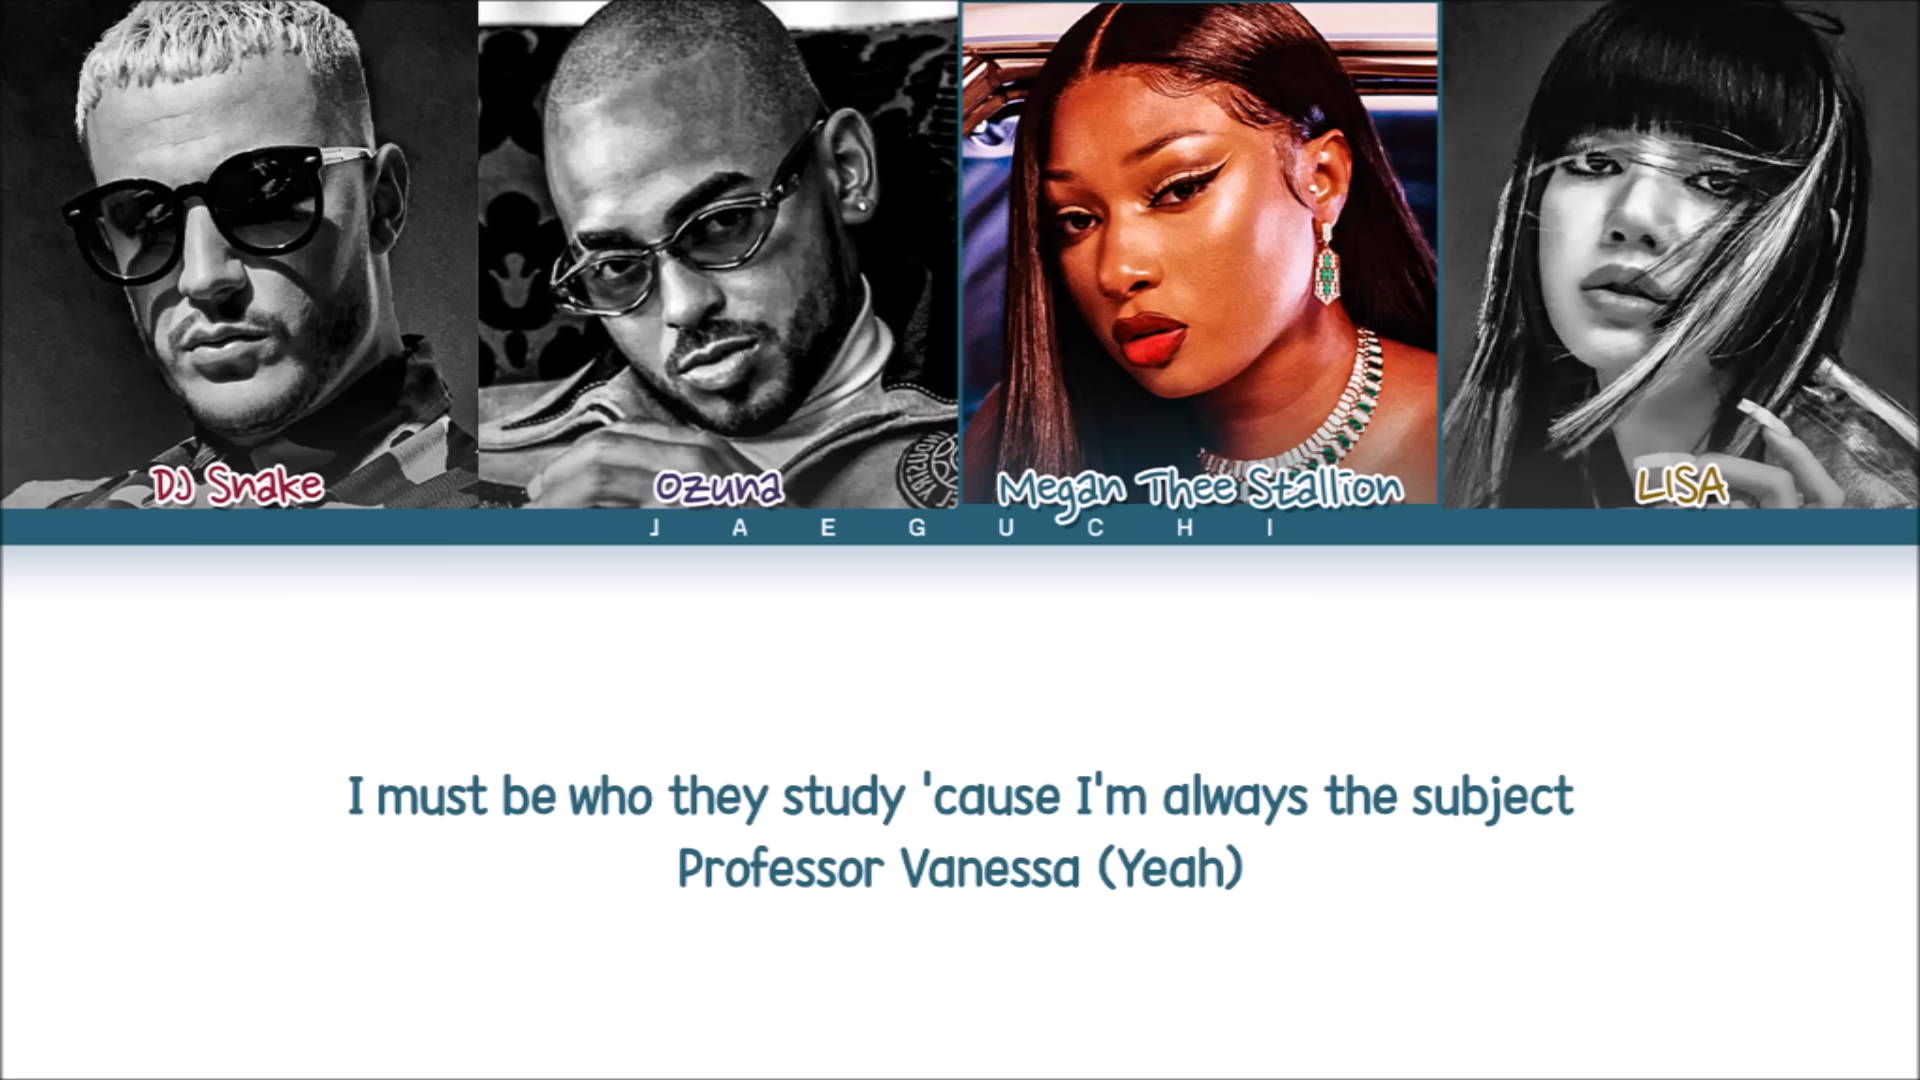 DJ Snake
Ozuna
Megan Thee Stallion
LISA
JAEGUCHI
I must be who they study 'cause I'm always the subject
Professor Vanessa (Yeah)